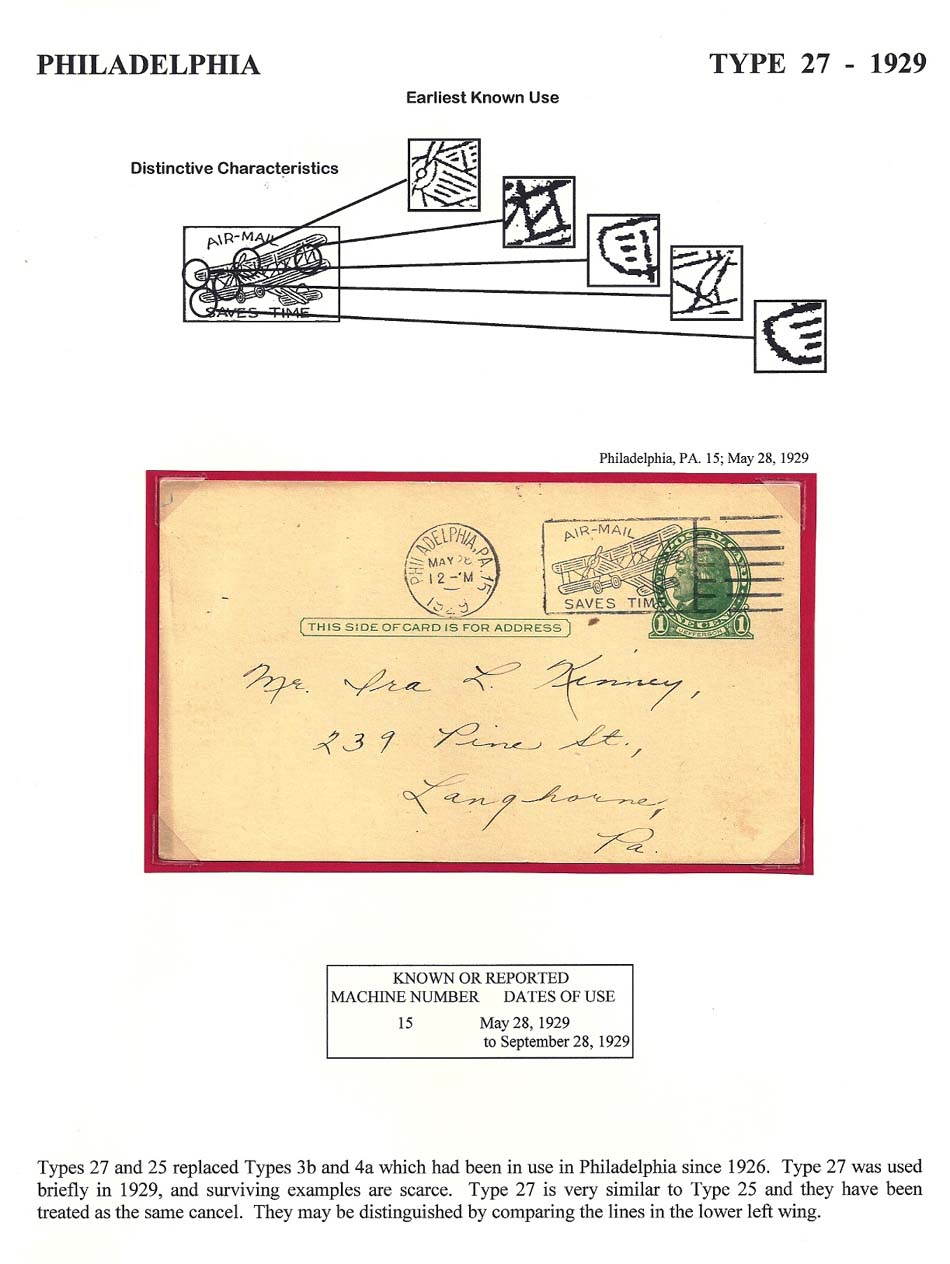 PHILADELPHIA
TYPE 27 - 1929
Earliest Known Use
Distinctive Characteristics
AIR-MAIL
SAVES TIME
Philadelphia, PA. 15; May 28, 1929
PHILADELPHIA, PA. 15
MAY 28
12-M
1929
AIR-MAIL
SAVES TIM
1 1
JEFFERSON
THIS SIDE OF CARD IS FOR ADDRESS
Mr. Ira L. Kinney,
239 Pine St.,
Langhorne,
Pa.
KNOWN OR REPORTED
MACHINE NUMBER DATES OF USE
15 May 28, 1929
to September 28, 1929
Types 27 and 25 replaced Types 3b and 4a which had been in use in Philadelphia since 1926. Type 27 was used
briefly in 1929, and surviving examples are scarce. Type 27 is very similar to Type 25 and they have been
treated as the same cancel. They may be distinguished by comparing the lines in the lower left wing.